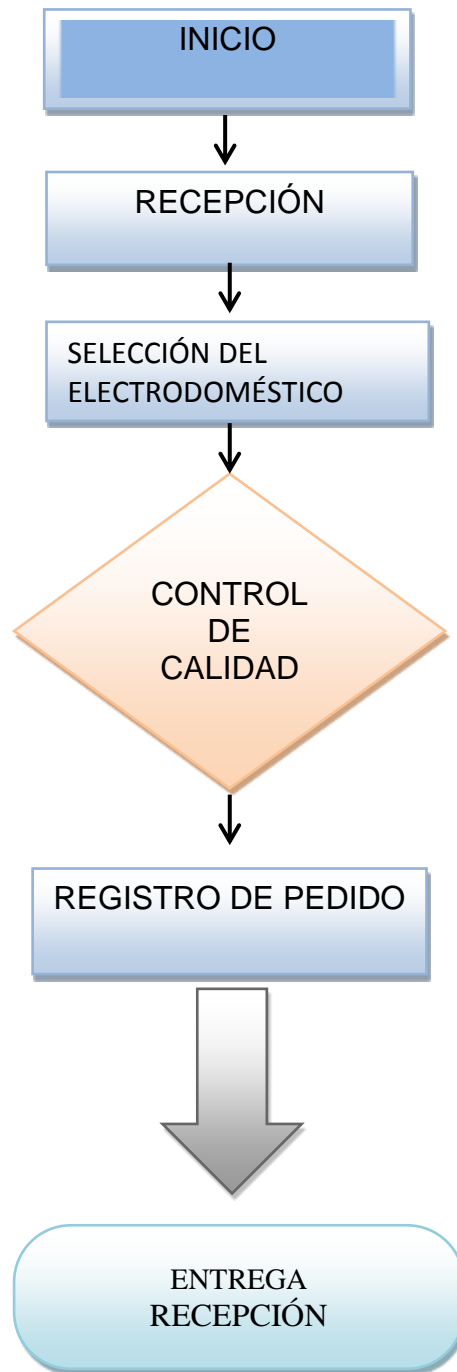 INICIO
RECEPCIÓN
SELECCIÓN DEL
ELECTRODOMÉSTICO
CONTROL
DE
CALIDAD
REGISTRO DE PEDIDO
ENTREGA
RECEPCIÓN